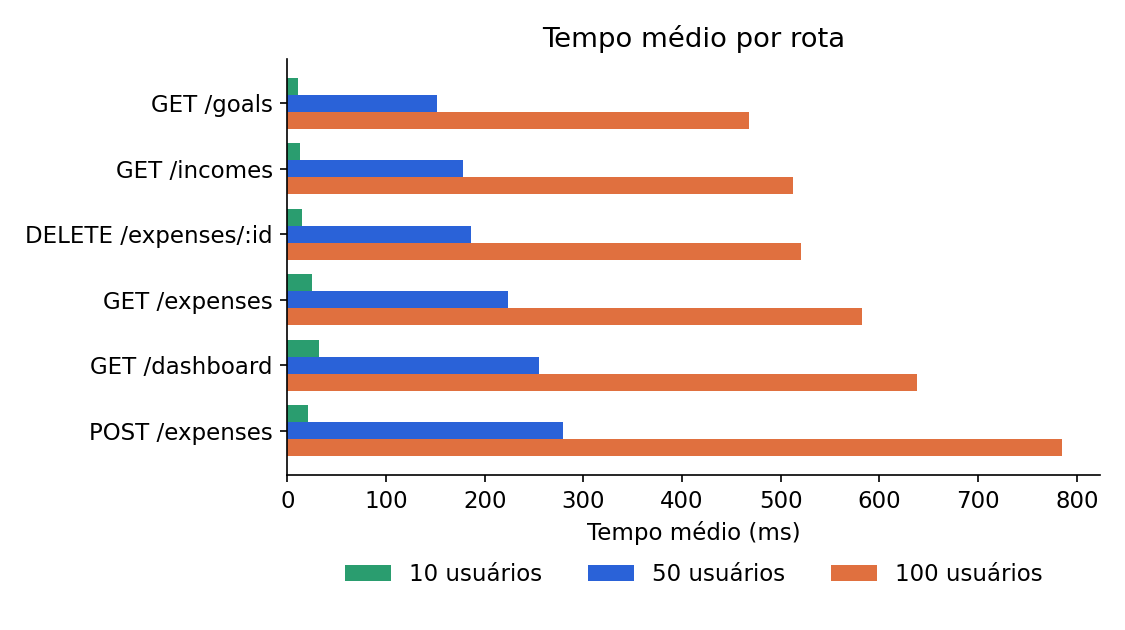 Tempo médio por rota
GET /goals
GET /incomes
DELETE /expenses/:id
GET /expenses
GET /dashboard
POST /expenses
0 100 200 300 400 500 600 700 800
Tempo médio (ms)
10 usuários 50 usuários 100 usuários